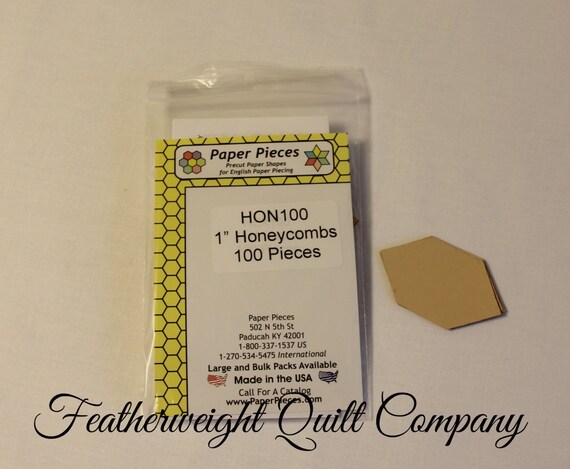 Paper Pieces
Precut Paper Shapes
for English Paper Piecing
HON100
1” Honeycombs
100 Pieces
Paper Pieces
502 N 5th St
Paducah KY 42001
1-800-337-1537 US
1-270-534-5475 International
Large and Bulk Packs Available
Made in the USA
Call For A Catalog
www.PaperPieces.com
Featherweight Quilt Company